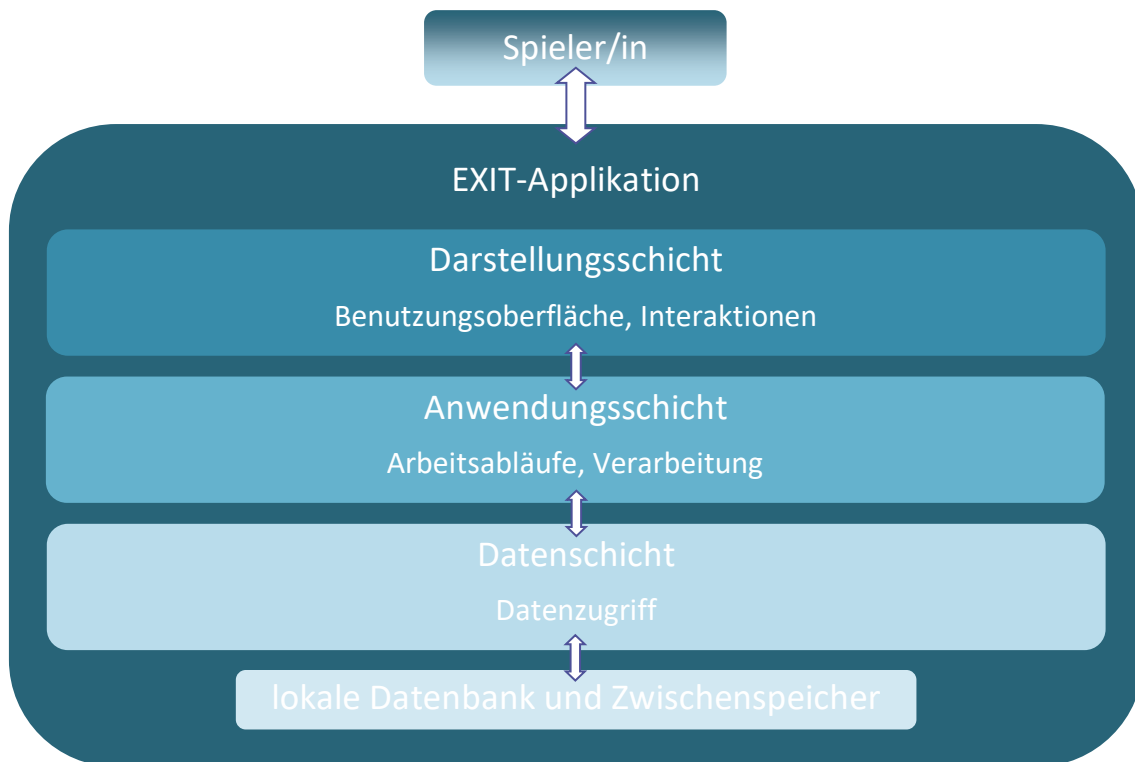 Spieler/in
EXIT-Applikation
Darstellungsschicht
Benutzungsoberfläche, Interaktionen
Anwendungsschicht
Arbeitsabläufe, Verarbeitung
Datenschicht
Datenzugriff
lokale Datenbank und Zwischenspeicher